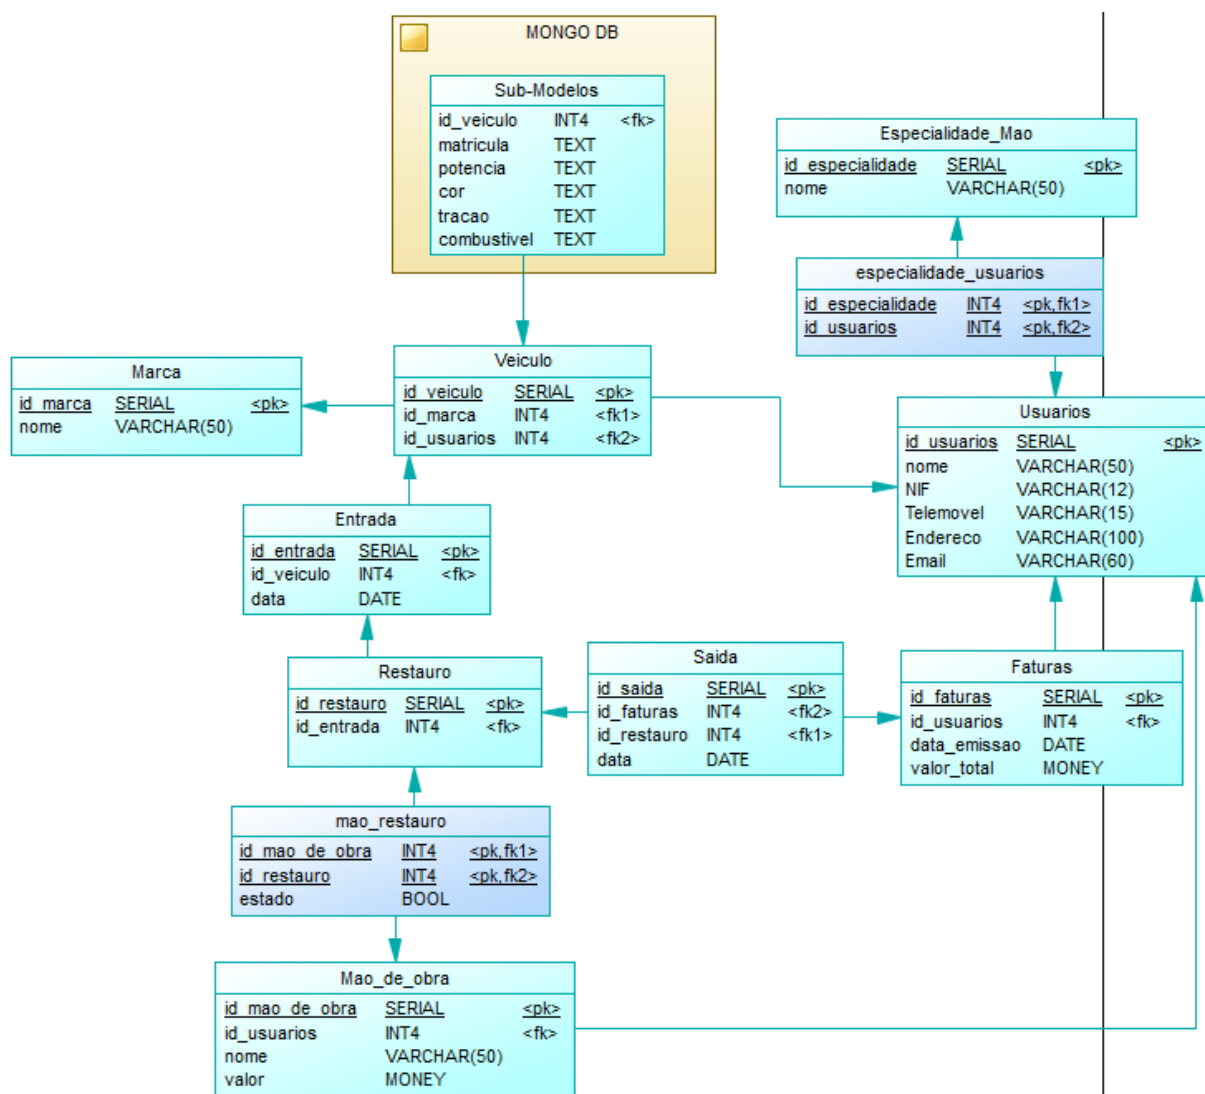 MONGO DB
Sub-Modelos
id_veiculo INT4 <fk>
matricula TEXT
potência TEXT
cor TEXT
tracao TEXT
combustivel TEXT
Especialidade_Mao
id_especialidade SERIAL <pk>
nome VARCHAR(50)
especialidade_usuarios
id_especialidade INT4 <pk,fk1>
id_usuarios INT4 <pk,fk2>
Marca
id_marca SERIAL <pk>
nome VARCHAR(50)
Veiculo
id_veiculo SERIAL <pk>
id_marca INT4 <fk1>
id_usuarios INT4 <fk2>
Usuarios
id_usuarios SERIAL <pk>
nome VARCHAR(50)
NIF VARCHAR(12)
Telemovel VARCHAR(15)
Endereco VARCHAR(100)
Email VARCHAR(60)
Entrada
id_entrada SERIAL <pk>
id_veiculo INT4 <fk>
data DATE
Restauro
id_restauro SERIAL <pk>
id_entrada INT4 <fk>
Saida
id_saida SERIAL <pk>
id_faturas INT4 <fk2>
id_restauro INT4 <fk1>
data DATE
Faturas
id_faturas SERIAL <pk>
id_usuarios INT4 <fk>
data_emissao DATE
valor_total MONEY
mao_restauro
id_mao_de_obra INT4 <pk,fk1>
id_restauro INT4 <pk,fk2>
estado BOOL
Mao_de_obra
id_mao_de_obra SERIAL <pk>
id_usuarios INT4 <fk>
nome VARCHAR(50)
valor MONEY